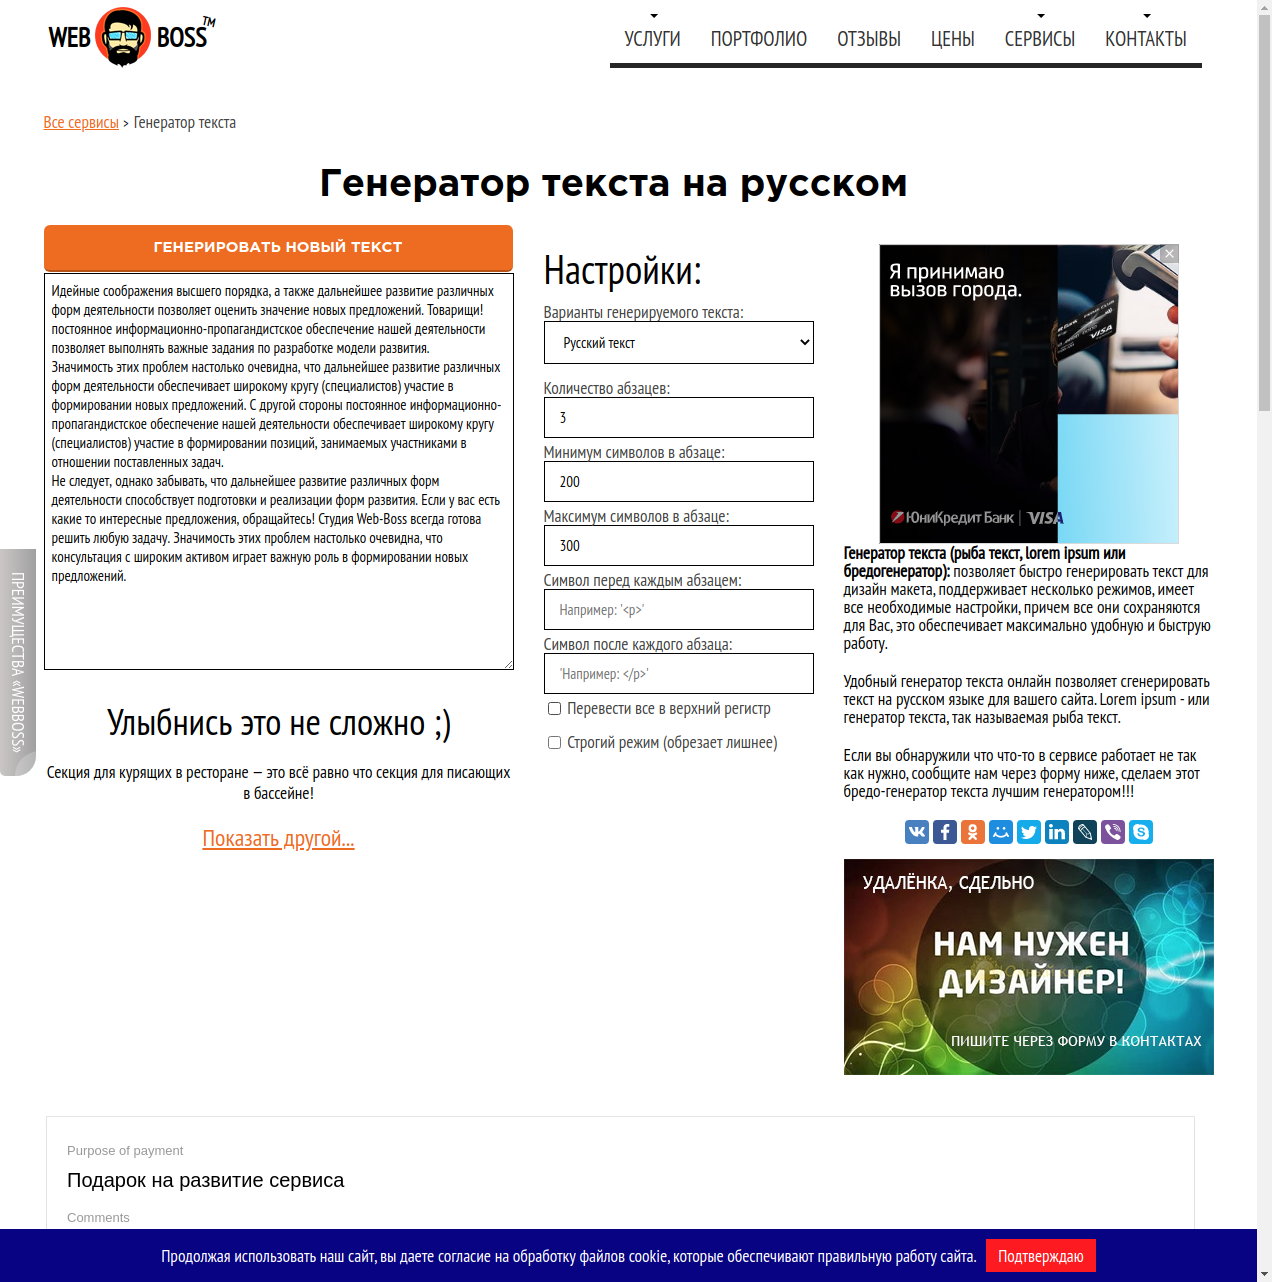 WEB BOSS™
УСЛУГИ ПОРТФОЛИО ОТЗЫВЫ ЦЕНЫ СЕРВИСЫ КОНТАКТЫ
Все сервисы > Генератор текста
Генератор текста на русском
ГЕНЕРИРОВАТЬ НОВЫЙ ТЕКСТ
Идейные соображения высшего порядка, а также дальнейшее развитие различных
форм деятельности позволяет оценить значение новых предложений. Товарищи!
постоянное информационно-пропагандистское обеспечение нашей деятельности
позволяет выполнять важные задания по разработке модели развития.
Значимость этих проблем настолько очевидна, что дальнейшее развитие различных
форм деятельности обеспечивает широкому кругу (специалистов) участие в
формировании новых предложений. С другой стороны постоянное информационно-
пропагандистское обеспечение нашей деятельности обеспечивает широкому кругу
(специалистов) участие в формировании позиций, занимаемых участниками в
отношении поставленных задач.
Не следует, однако забывать, что дальнейшее развитие различных форм
деятельности способствует подготовки и реализации форм развития. Если у вас есть
какие то интересные предложения, обращайтесь! Студия Web-Boss всегда готова
решить любую задачу. Значимость этих проблем настолько очевидна, что
консультация с широким активом играет важную роль в формировании новых
предложений.
ПРЕИМУЩЕСТВА «WEBBOSS»
Улыбнись это не сложно ;)
Секция для курящих в ресторане — это всё равно что секция для писающих
в бассейне!
Показать другой...
Настройки:
Варианты генерируемого текста:
Русский текст
Количество абзацев:
3
Минимум символов в абзаце:
200
Максимум символов в абзаце:
300
Символ перед каждым абзацем:
Например: '<p>'
Символ после каждого абзаца:
'Например: </p>'
Перевести все в верхний регистр
Строгий режим (обрезает лишнее)
Я принимаю
вызов города.
VISA
ЮниКредит Банк | VISA
Генератор текста (рыба текст, lorem ipsum или
бредогенератор): позволяет быстро генерировать текст для
дизайн макета, поддерживает несколько режимов, имеет
все необходимые настройки, причем все они сохраняются
для Вас, это обеспечивает максимально удобную и быструю
работу.
Удобный генератор текста онлайн позволяет сгенерировать
текст на русском языке для вашего сайта. Lorem ipsum - или
генератор текста, так называемая рыба текст.
Если вы обнаружили что что-то в сервисе работает не так
как нужно, сообщите нам через форму ниже, сделаем этот
бредо-генератор текста лучшим генератором!!!
УДАЛЁНКА, СДЕЛЬНО
НАМ НУЖЕН
ДИЗАЙНЕР!
ПИШИТЕ ЧЕРЕЗ ФОРМУ В КОНТАКТАХ
Purpose of payment
Подарок на развитие сервиса
Comments
Продолжая использовать наш сайт, вы даете согласие на обработку файлов cookie, которые обеспечивают правильную работу сайта. Подтверждаю